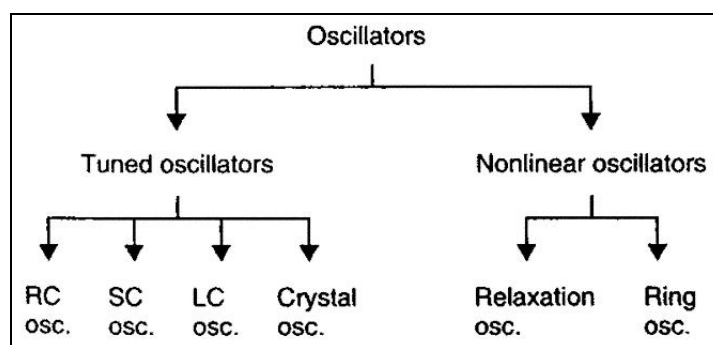 Oscillators
Tuned oscillators Nonlinear oscillators
RC SC LC Crystal Relaxation Ring
osc. osc. osc. osc. osc. osc.